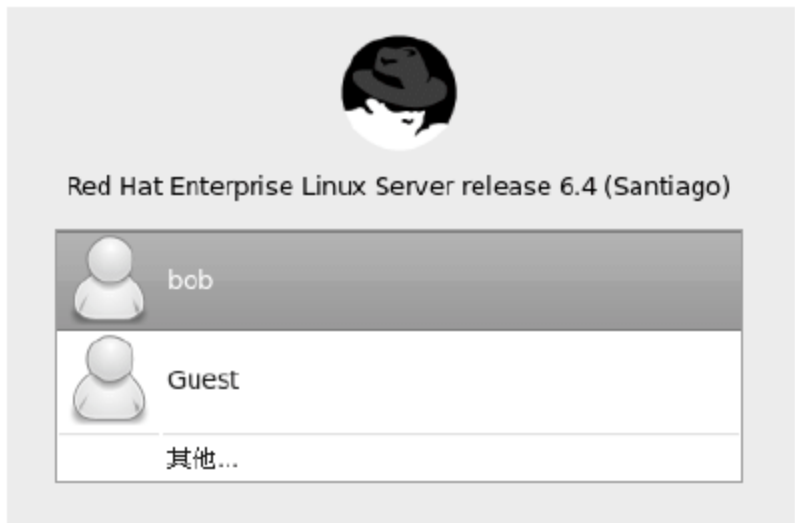 Red Hat Enterprise Linux Server release 6.4 (Santiago)
bob
Guest
其他...